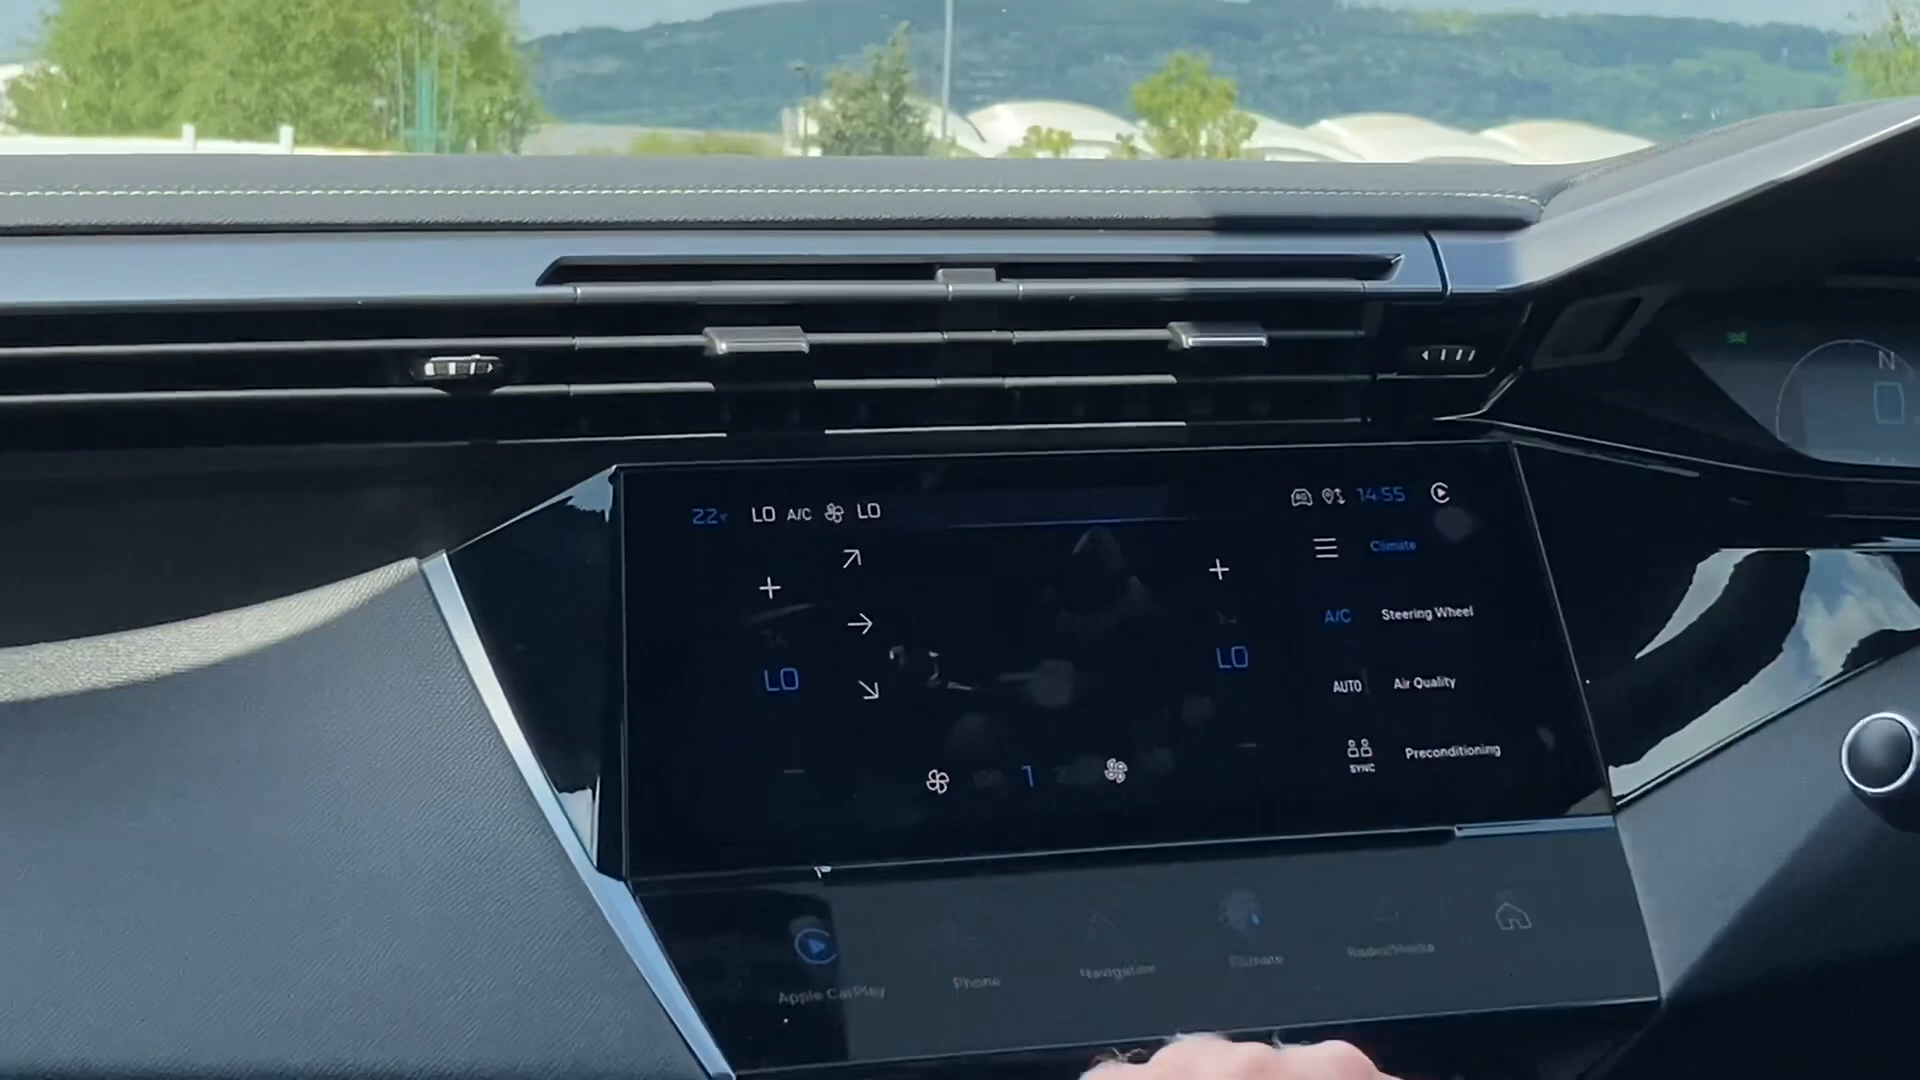 22° LO A/C LO 14:55
Climate
LO LO
A/C Steering Wheel
AUTO Air Quality
SYNC Preconditioning
1
Apple CarPlay Phone Navigation Climate Radio/Media
N
0